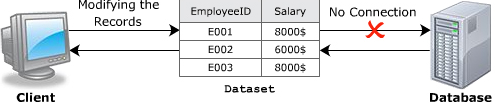 Modifying the
Records
EmployeeID Salary
E001 8000$
E002 6000$
E003 8000$
No Connection
Client
Dataset
Database